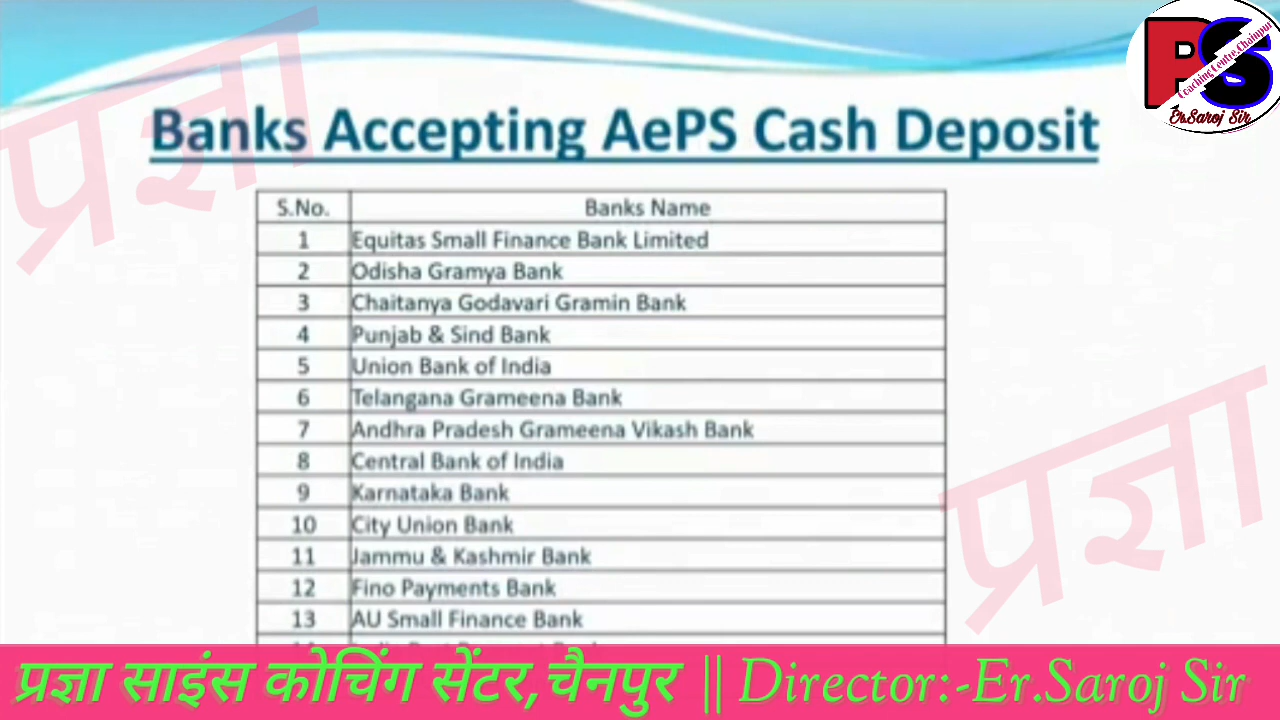 PS
Coaching Centre, Chainpur
Er.Saroj Sir
प्रज्ञा
Banks Accepting AePS Cash Deposit
S.No. Banks Name
1 Equitas Small Finance Bank Limited
2 Odisha Gramya Bank
3 Chaitanya Godavari Gramin Bank
4 Punjab & Sind Bank
5 Union Bank of India
6 Telangana Grameena Bank
7 Andhra Pradesh Grameena Vikash Bank
8 Central Bank of India
9 Karnataka Bank
10 City Union Bank
11 Jammu & Kashmir Bank
12 Fino Payments Bank
13 AU Small Finance Bank
प्रज्ञा
प्रज्ञा साइंस कोचिंग सेंटर,चैनपुर || Director:-Er.Saroj Sir